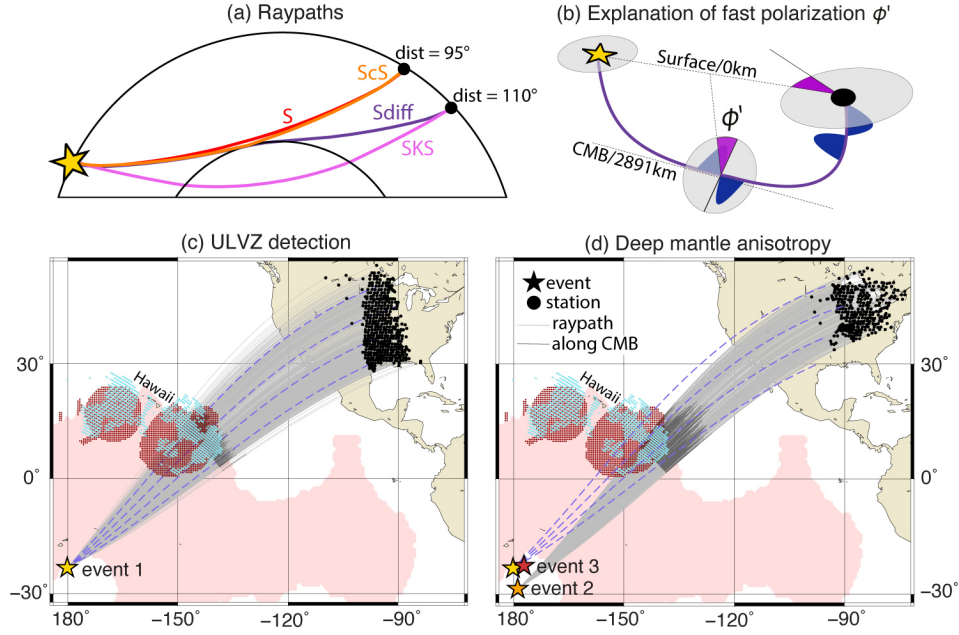 (a) Raypaths
dist = 95°
ScS
dist = 110°
S
Sdiff
SKS
(b) Explanation of fast polarization ϕ'
Surface/0km
ϕ'
CMB/2891km
(c) ULVZ detection
Hawaii
event 1
30°
0°
−30°
180°
−150°
−120°
−90°
(d) Deep mantle anisotropy
event
station
raypath
along CMB
Hawaii
event 3
event 2
30°
0°
−30°
180°
−150°
−120°
−90°